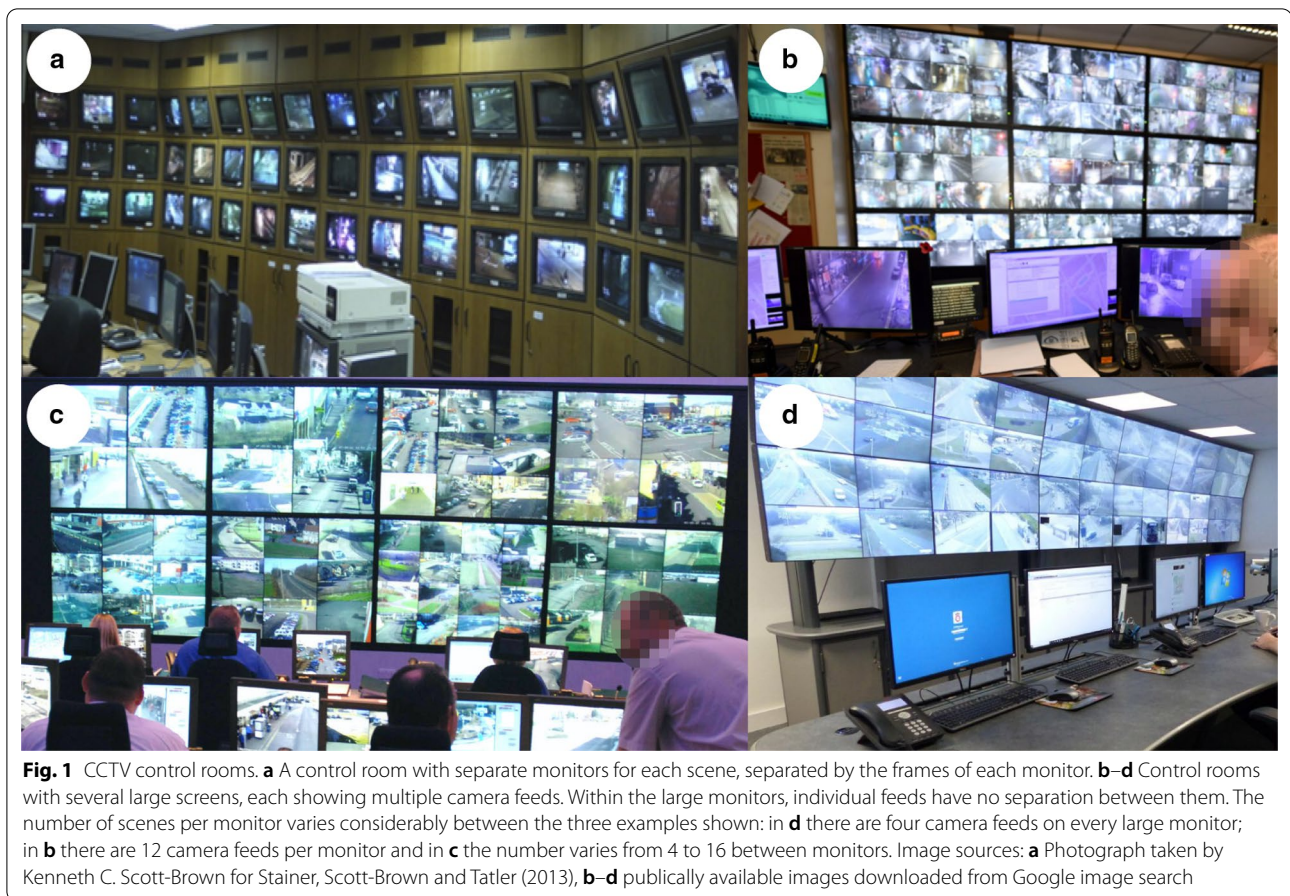 a
b
c
d
Fig. 1 CCTV control rooms. a A control room with separate monitors for each scene, separated by the frames of each monitor. b–d Control rooms
with several large screens, each showing multiple camera feeds. Within the large monitors, individual feeds have no separation between them. The
number of scenes per monitor varies considerably between the three examples shown: in d there are four camera feeds on every large monitor;
in b there are 12 camera feeds per monitor and in c the number varies from 4 to 16 between monitors. Image sources: a Photograph taken by
Kenneth C. Scott-Brown for Stainer, Scott-Brown and Tatler (2013), b–d publically available images downloaded from Google image search